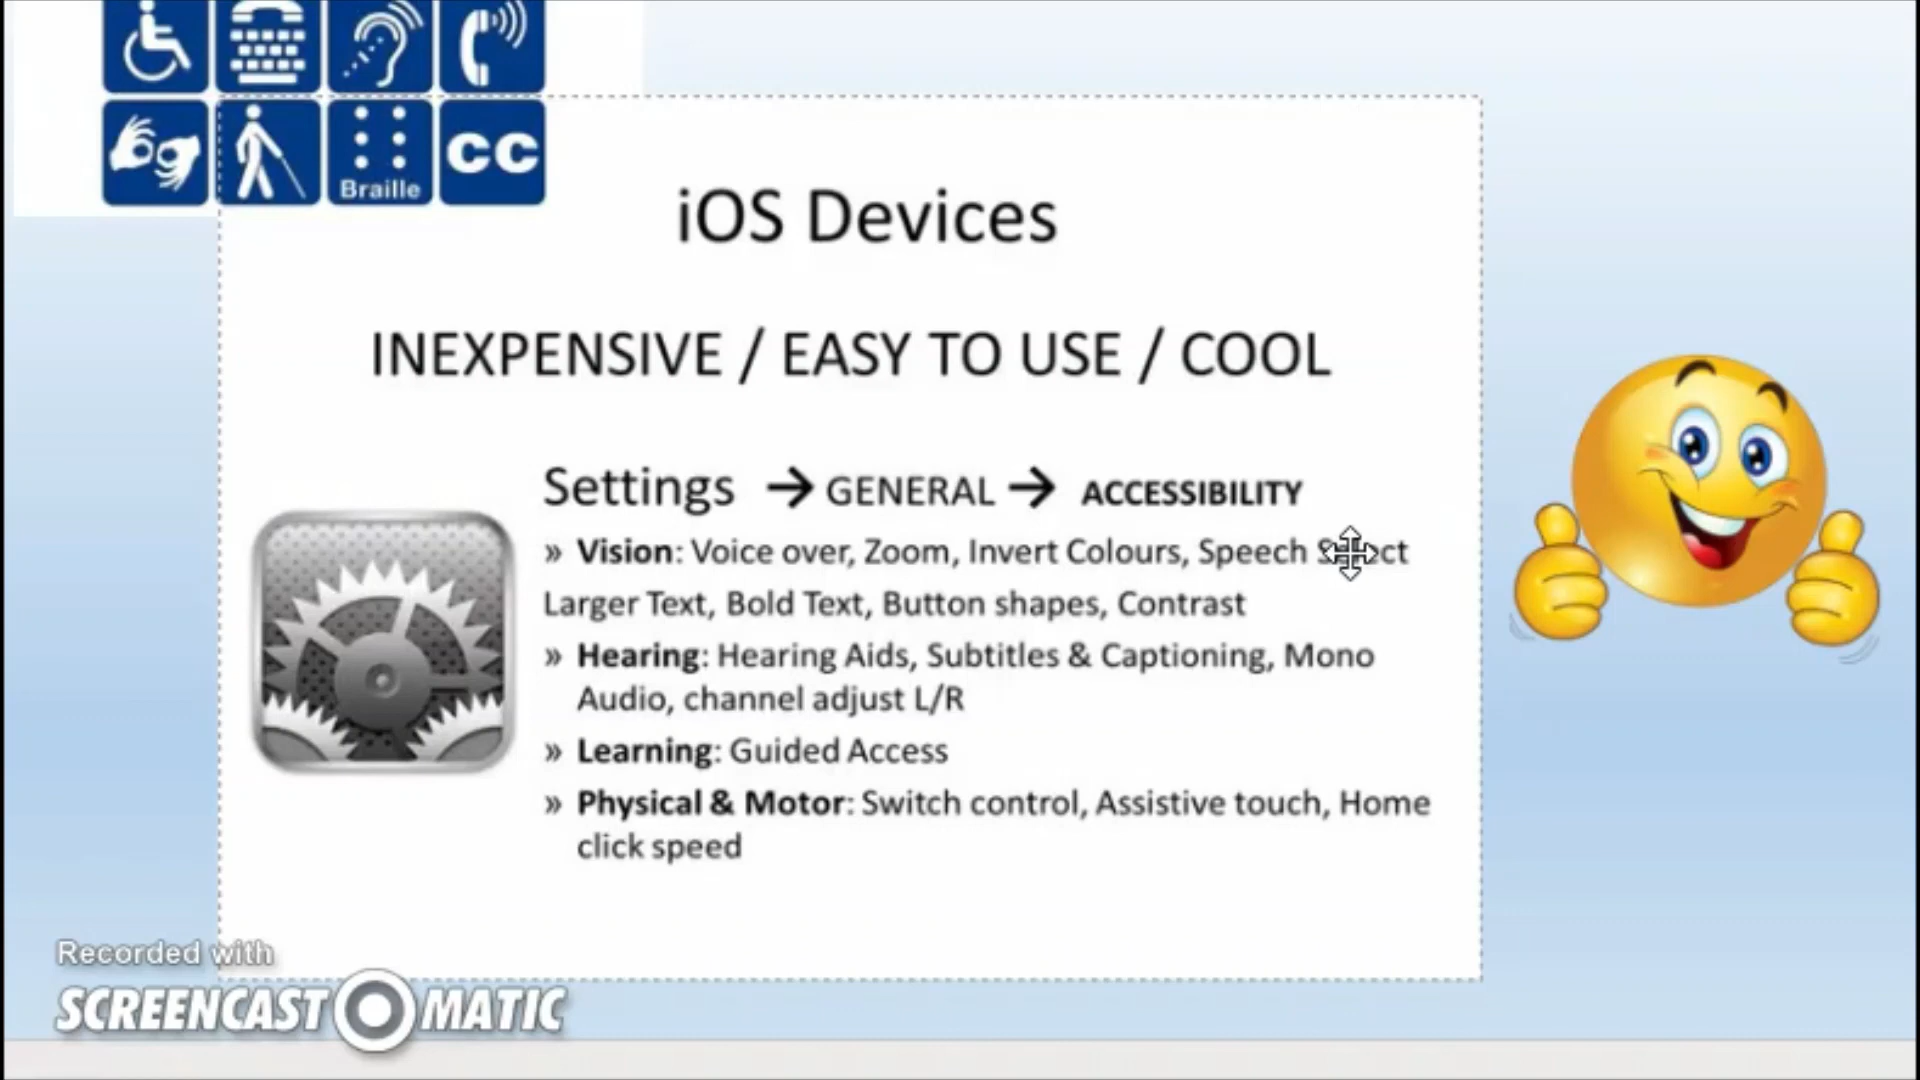 Braille
CC
iOS Devices
INEXPENSIVE / EASY TO USE / COOL
Settings → GENERAL → ACCESSIBILITY
» Vision: Voice over, Zoom, Invert Colours, Speech
Larger Text, Bold Text, Button shapes, Contrast
» Hearing: Hearing Aids, Subtitles & Captioning, Mono
Audo, channel adjust L/R
» Learning: Guided Access
» Physical & Motor: Switch control, Assistive touch, Home
click speed
Recorded with
SCREENCAST MATIC